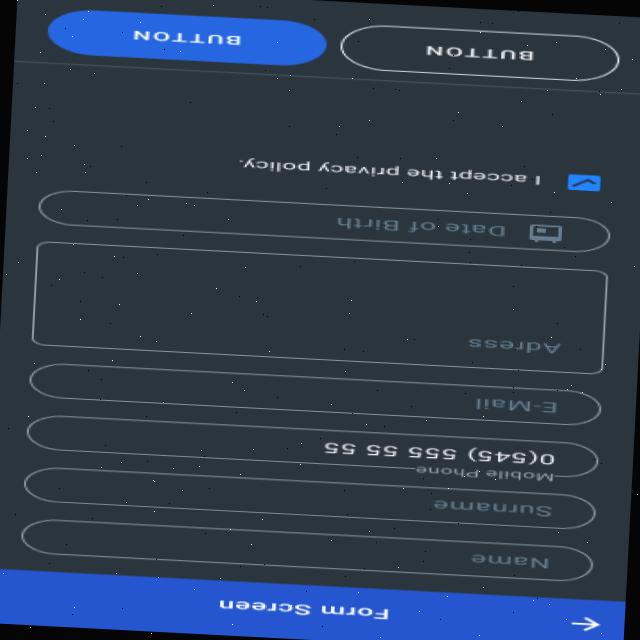 Form Screen
Name
Surname
Mobile Phone
0(545) 555 55 55
E-Mail
Adress
Date of Birth
I accept the privacy policy.
BUTTON
BUTTON